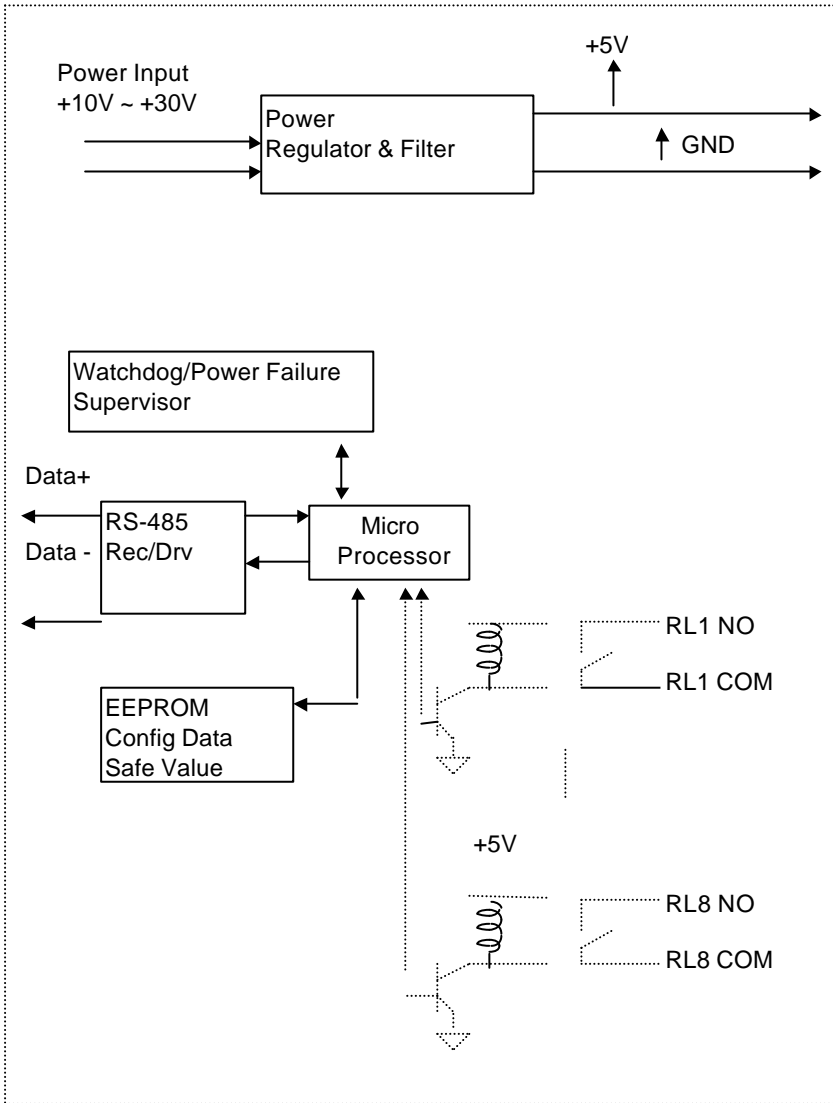 +5V
Power Input
+10V ~ +30V
Power
Regulator & Filter
GND
Watchdog/Power Failure
Supervisor
Data+
RS-485
Rec/Drv
Data -
Micro
Processor
RL1 NO
RL1 COM
EEPROM
Config Data
Safe Value
+5V
RL8 NO
RL8 COM